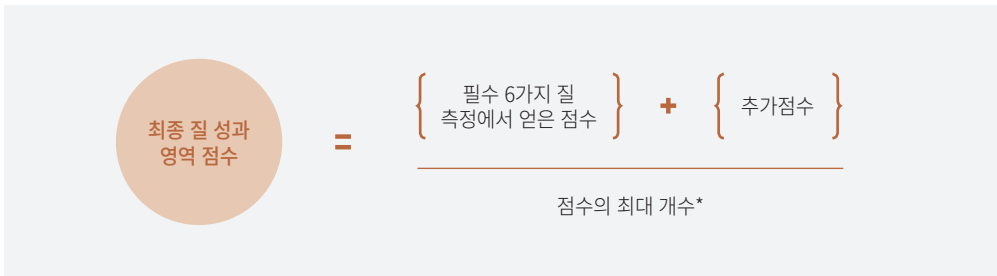 최종 질 성과
영역 점수
=
{ 필수 6가지 질
측정에서 얻은 점수 } + { 추가점수 }
점수의 최대 개수*